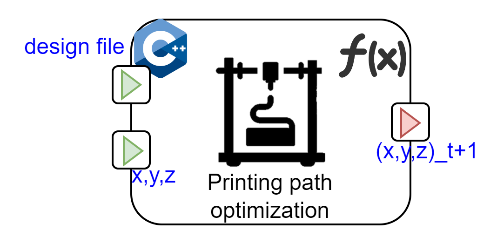 design file
C++
f(x)
x,y,z
(x,y,z)_t+1
Printing path
optimization